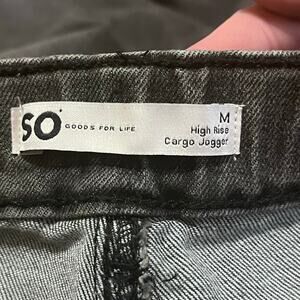 SO
GOODS FOR LIFE
M
High Rise
Cargo Jogger